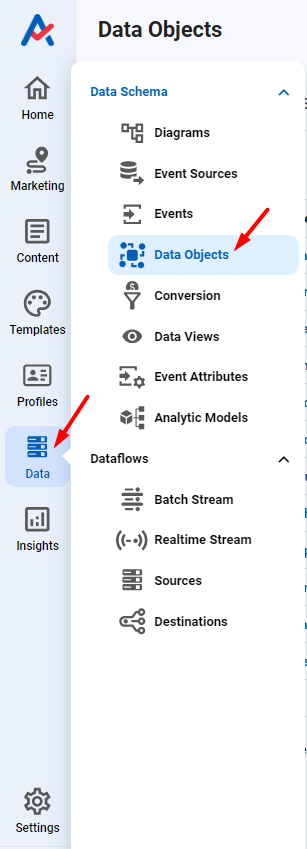 Data Objects
Home
Marketing
Content
Templates
Profiles
Data
Insights
Settings
Data Schema
Diagrams
Event Sources
Events
Data Objects
Conversion
Data Views
Event Attributes
Analytic Models
Dataflows
Batch Stream
Realtime Stream
Sources
Destinations